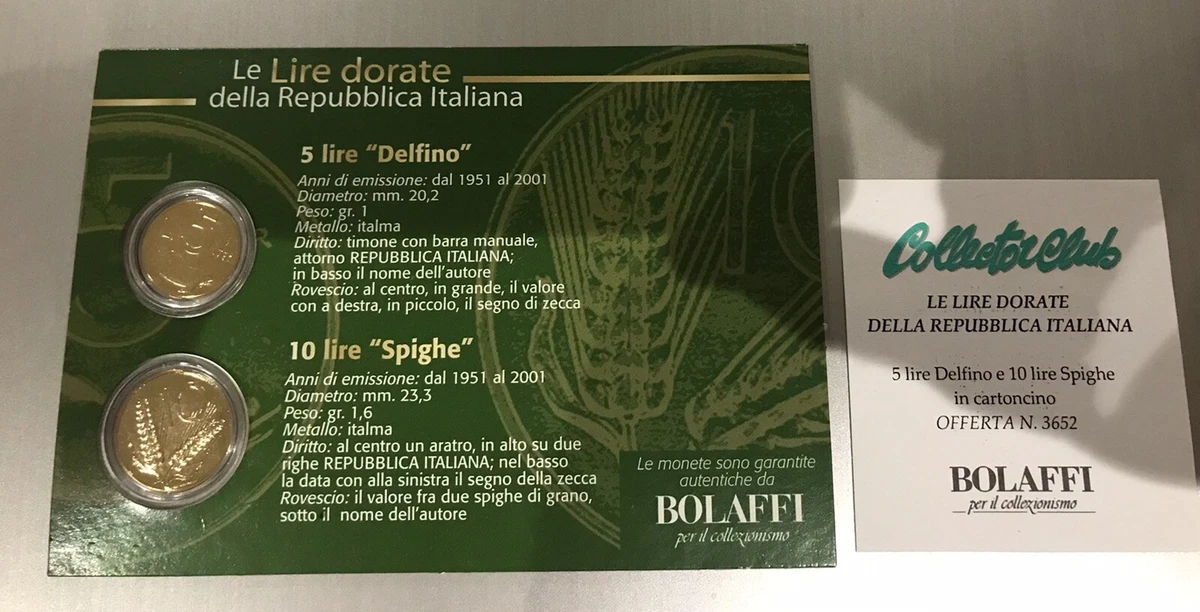 Le Lire dorate
della Repubblica Italiana
5 lire “Delfino”
Anni di emissione: dal 1951 al 2001
Diametro: mm. 20,2
Peso: gr. 1
Metallo: italma
Diritto: timone con barra manuale,
attorno REPUBBLICA ITALIANA;
in basso il nome dell'autore
Rovescio: al centro, in grande, il valore
con a destra, in piccolo, il segno di zecca
10 lire “Spighe”
Anni di emissione: dal 1951 al 2001
Diametro: mm. 23,3
Peso: gr. 1,6
Metallo: italma
Diritto: al centro un aratro, in alto su due
righe REPUBBLICA ITALIANA; nel basso
la data con alla sinistra il segno della zecca
Rovescio: il valore fra due spighe di grano,
sotto il nome dell'autore
Le monete sono garantite
autentiche da
BOLAFFI
per il collezionismo
Collector Club
LE LIRE DORATE
DELLA REPUBBLICA ITALIANA
5 lire Delfino e 10 lire Spighe
in cartoncino
OFFERTA N. 3652
BOLAFFI
per il collezionismo